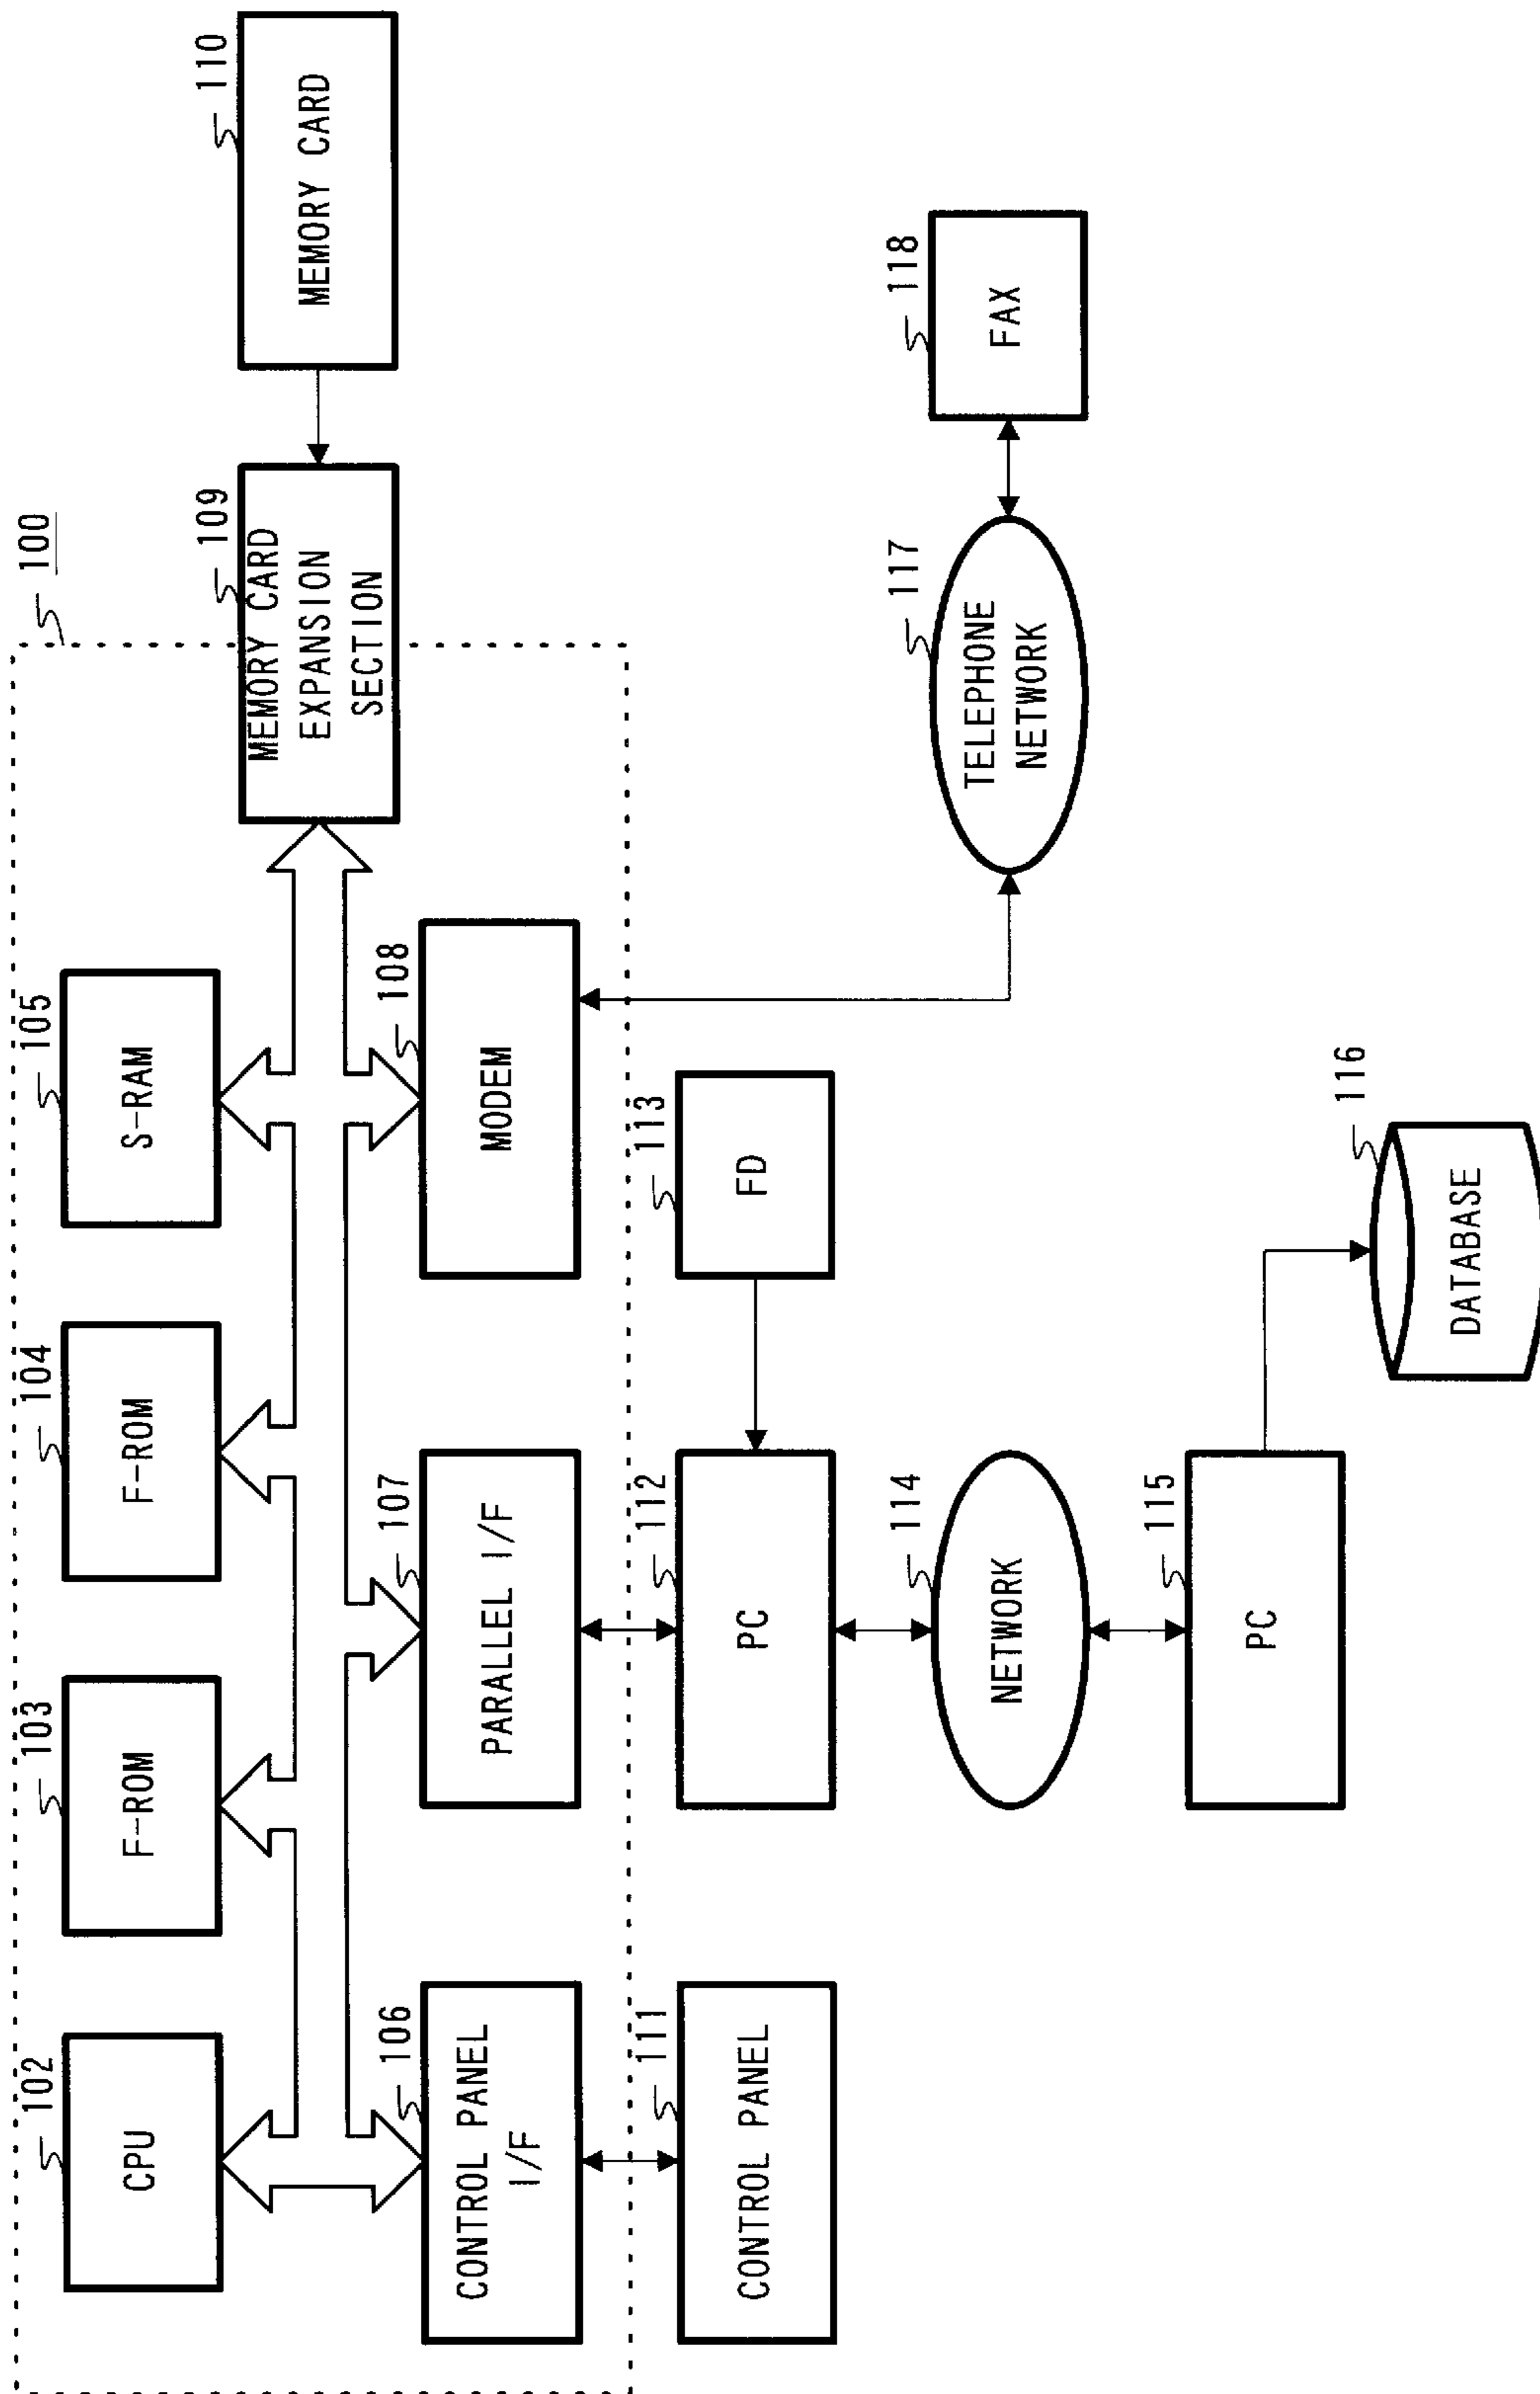 100
102
CPU
103
F-ROM
104
F-ROM
105
S-RAM
106
CONTROL PANEL
I/F
107
PARALLEL I/F
108
MODEM
109
MEMORY CARD
EXPANSION
SECTION
110
MEMORY CARD
111
CONTROL PANEL
112
PC
113
FD
114
NETWORK
117
TELEPHONE
NETWORK
118
FAX
115
PC
116
DATABASE